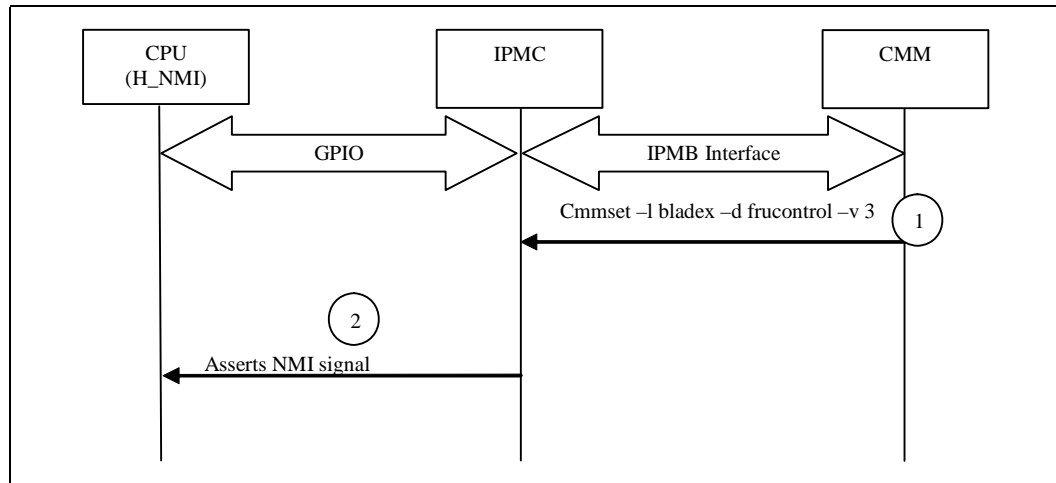 CPU
(H_NMI)
IPMC
CMM
GPIO
IPMB Interface
Cmmset –l bladex –d frucontrol –v 3
1
2
Asserts NMI signal